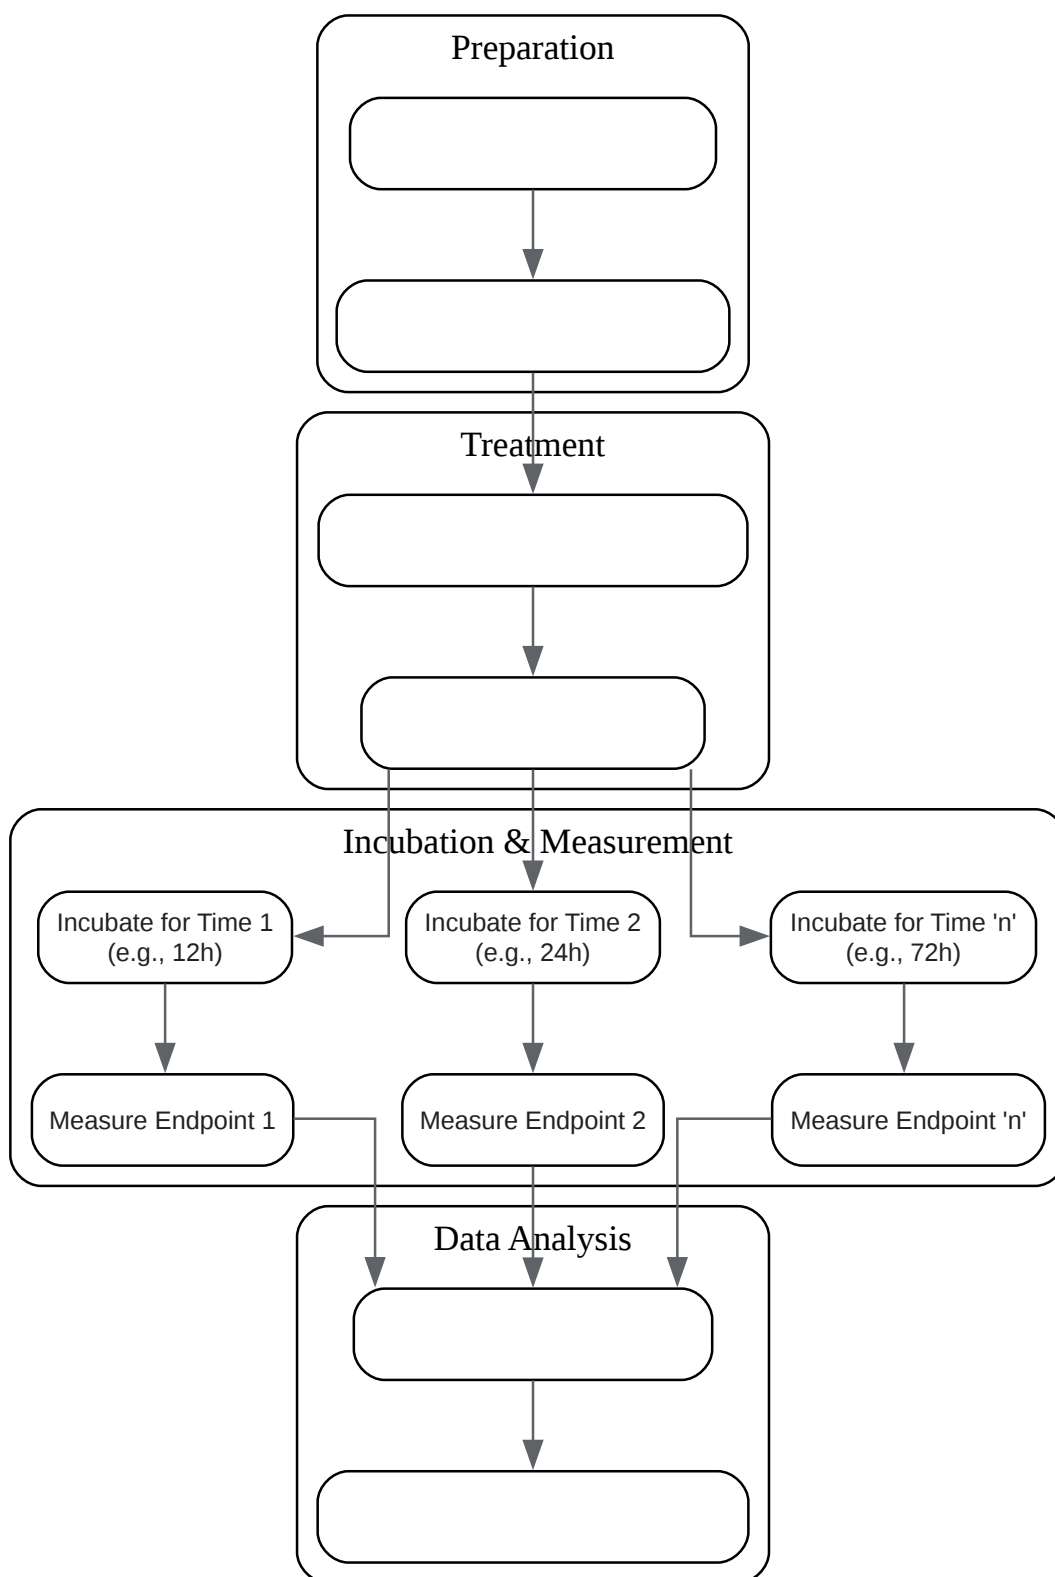 Preparation
Treatment
Incubation & Measurement
Incubate for Time 1
(e.g., 12h)
Incubate for Time 2
(e.g., 24h)
Incubate for Time 'n'
(e.g., 72h)
Measure Endpoint 1
Measure Endpoint 2
Measure Endpoint 'n'
Data Analysis